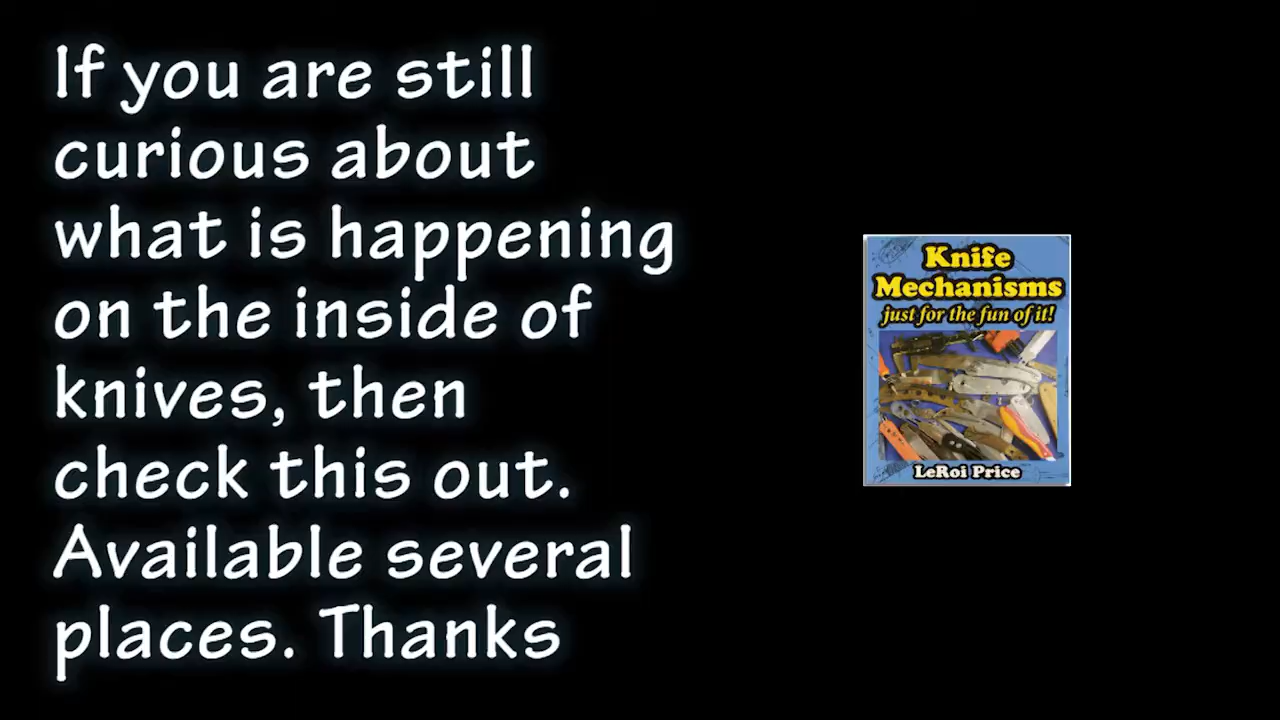 If you are still
curious about
what is happening
on the inside of
knives, then
check this out.
Available several
places. Thanks
Knife
Mechanisms
just for the fun of it!
LeRoi Price